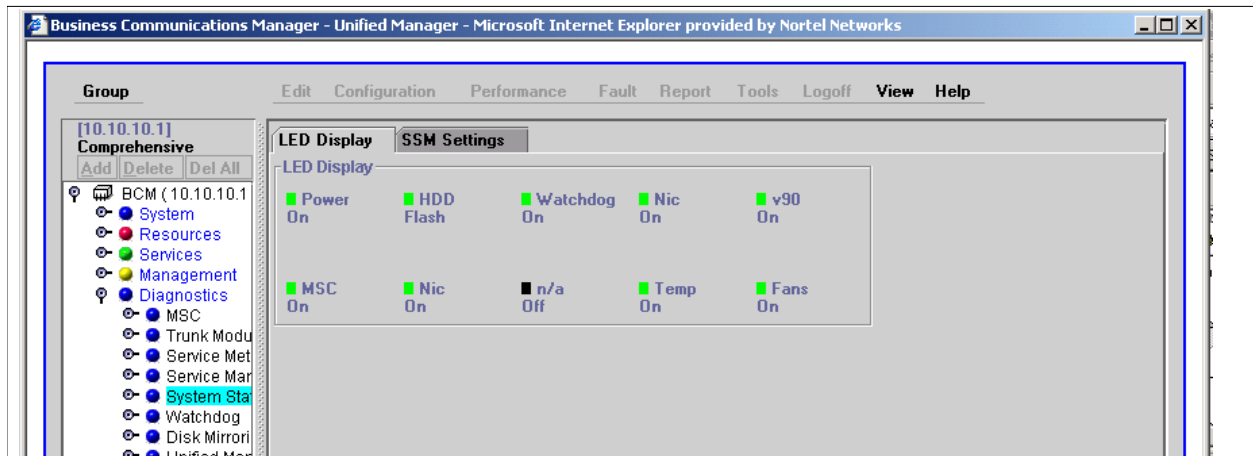 Business Communications Manager - Unified Manager - Microsoft Internet Explorer provided by Nortel Networks
Group Edit Configuration Performance Fault Report Tools Logoff View Help
[10.10.10.1]
Comprehensive
Add Delete Del All
BCM ( 10.10.10.1
System
Resources
Services
Management
Diagnostics
MSC
Trunk Modu
Service Met
Service Mar
System Sta
Watchdog
Disk Mirrori
Unified Man
LED Display SSM Settings
LED Display
Power HDD Watchdog Nic v90
On Flash On On On
MSC Nic n/a Temp Fans
On On Off On On